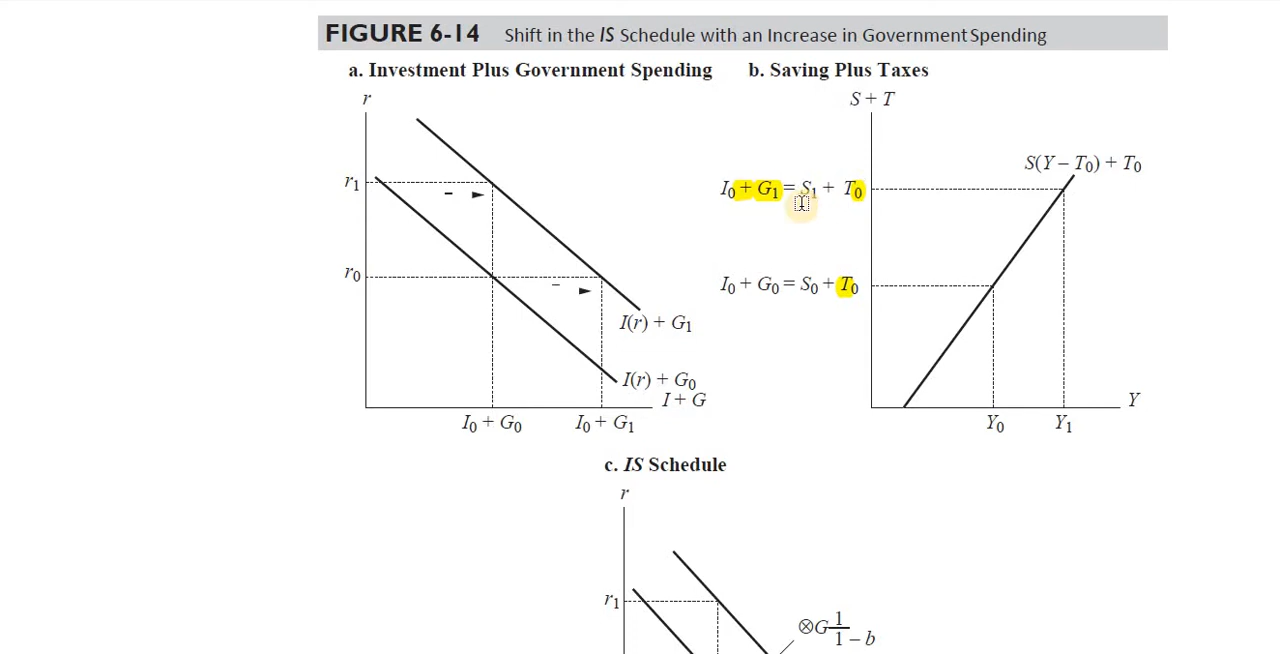 FIGURE 6-14 Shift in the IS Schedule with an Increase in Government Spending
a. Investment Plus Government Spending
b. Saving Plus Taxes
r
r1
r0
I(r) + G1
I(r) + G0
I + G
I0 + G0
I0 + G1
S + T
S(Y – T0) + T0
I0 + G1 = S1 + T0
I0 + G0 = S0 + T0
Y
Y0
Y1
c. IS Schedule
r
r1
⊗G 1
1 – b